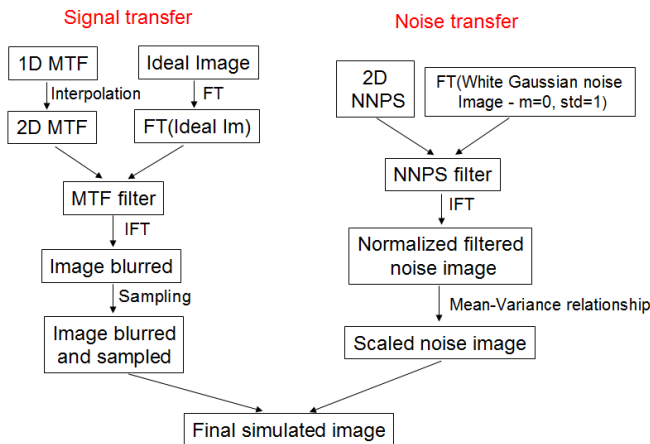 Signal transfer
1D MTF
Ideal Image
Interpolation
FT
2D MTF
FT(Ideal Im)
MTF filter
IFT
Image blurred
Sampling
Image blurred
and sampled
Noise transfer
2D
NNPS
FT(White Gaussian noise
Image - m=0, std=1)
NNPS filter
IFT
Normalized filtered
noise image
Mean-Variance relationship
Scaled noise image
Final simulated image